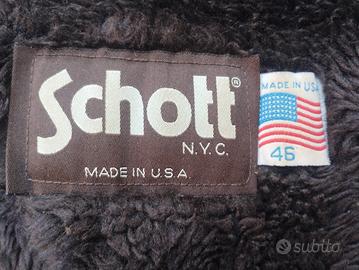 Schott®
N.Y.C.
MADE IN U.S.A
MADE IN USA
46
subito